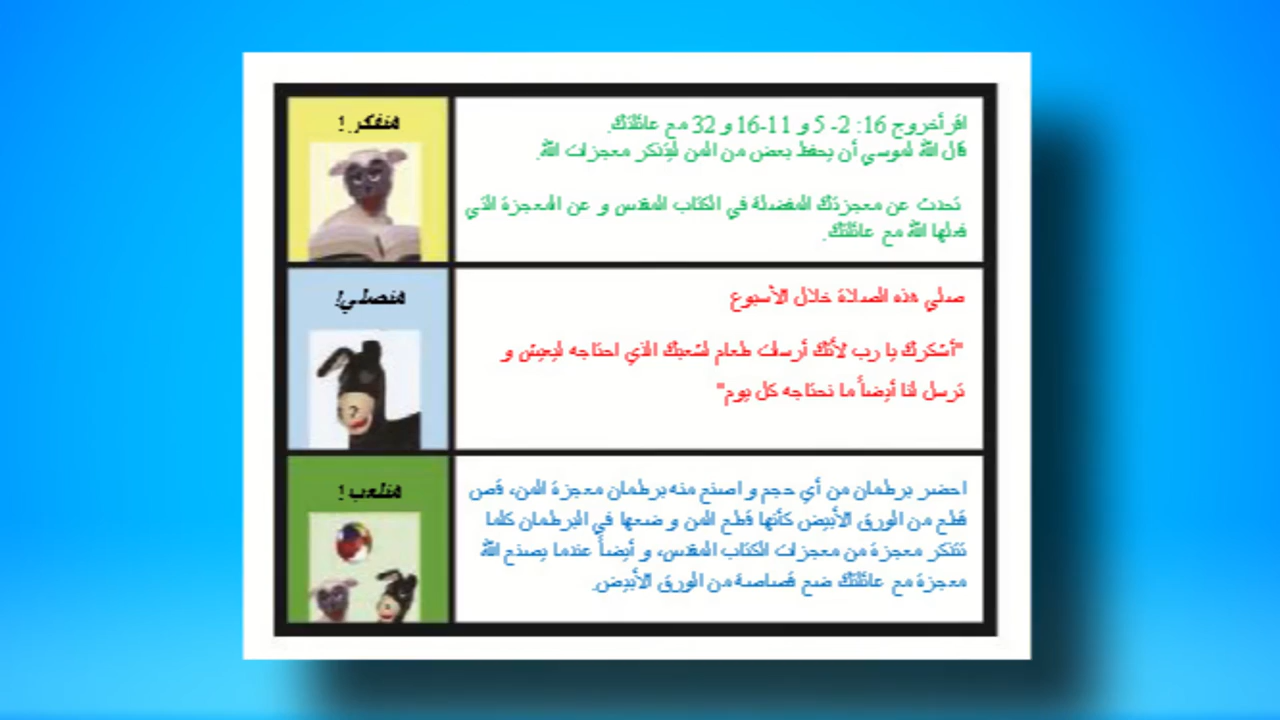 هنفكر !
اقرأخروج 16: 2- 5 و 11-16 و 32 مع عائلتك.
قال الله لموسي أن يحفظ بعض من المن ليتذكر معجزات الله.
تحدث عن معجزتك المفضلة في الكتاب المقدس و عن المعجزة التي
فعلها الله مع عائلتك.
هنصلي!
صلي هذه الصلاة خلال الأسبوع
"أشكرك يا رب لأنك أرسلت طعام لشعبك الذي احتاجه ليعيش و
ترسل لنا أيضاً ما نحتاجه كل يوم"
هنلعب !
احضر برطمان من أي حجم و اصنع منه برطمان معجزة المن، قص
قطع من الورق الأبيض كأنها قطع المن و ضعها في البرطمان كلما
تتذكر معجزة من معجزات الكتاب المقدس، و أيضاً عندما يصنع الله
معجزة مع عائلتك ضع قصاصة من الورق الأبيض.